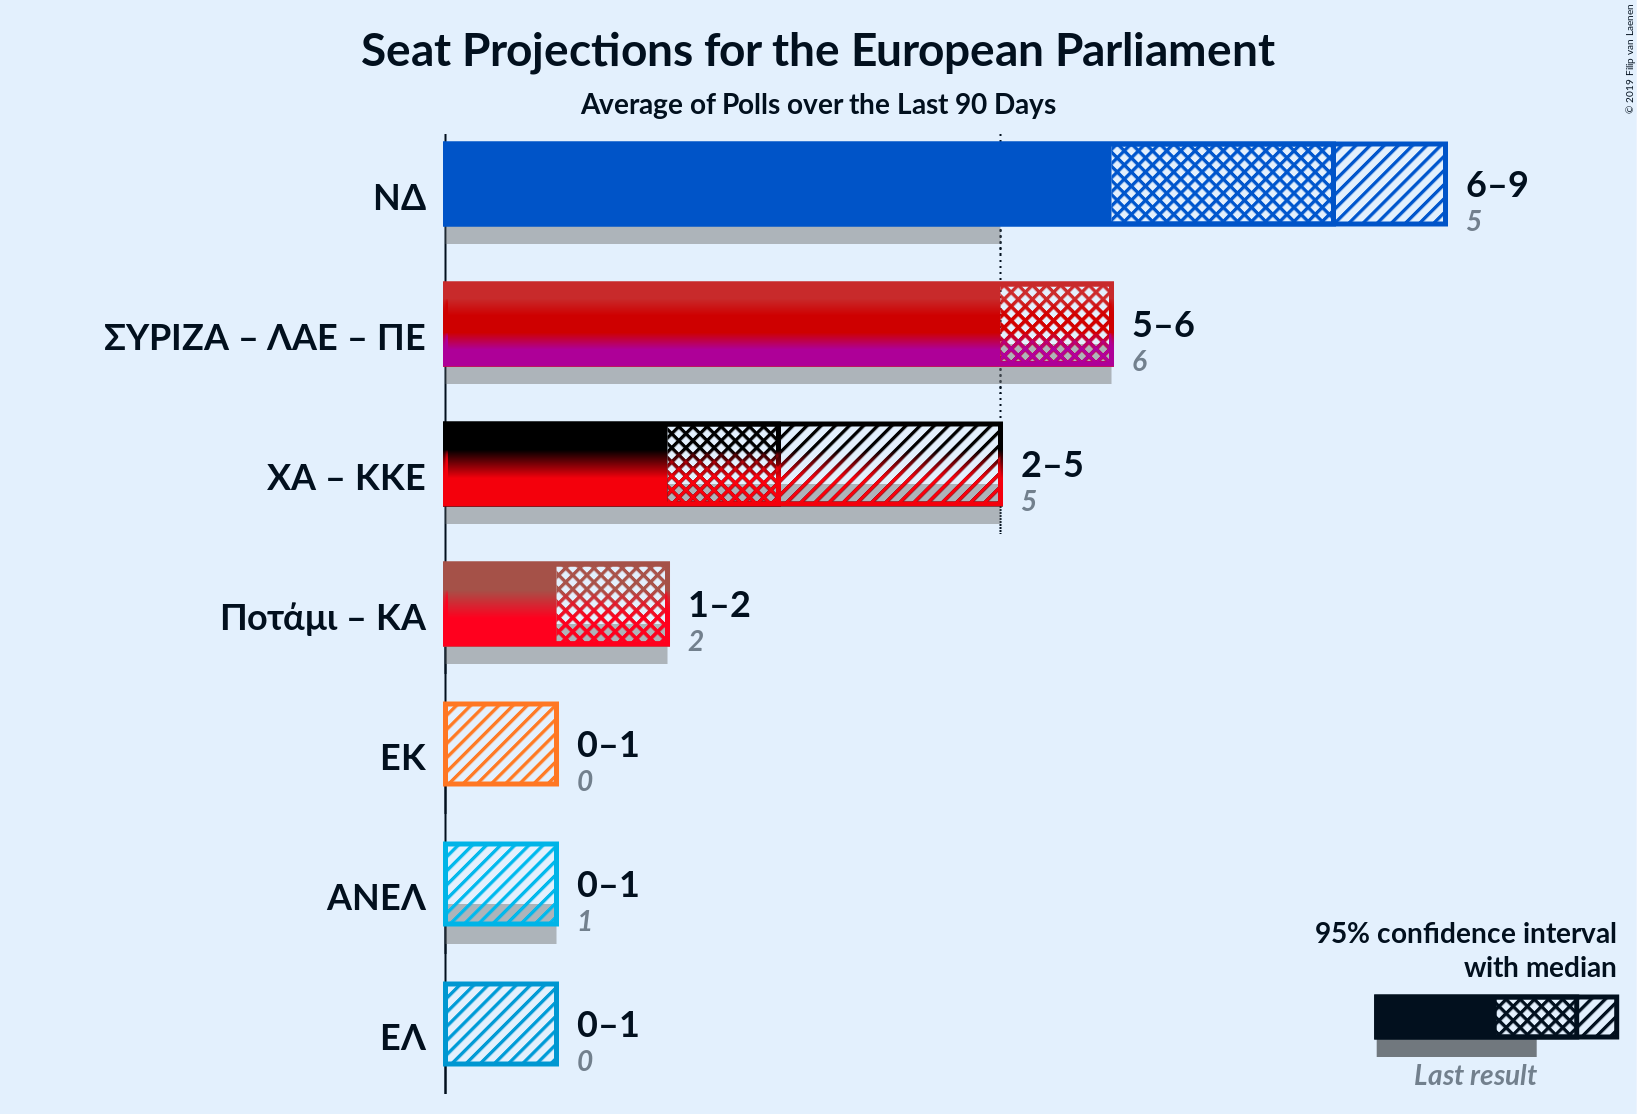 Seat Projections for the European Parliament
Average of Polls over the Last 90 Days
© 2019 Filip van Laenen
ΝΔ
6–9
5
ΣΥΡΙΖΑ – ΛΑΕ – ΠΕ
5–6
6
ΧΑ – ΚΚΕ
2–5
5
Ποτάμι – ΚΑ
1–2
2
ΕΚ
0–1
0
ΑΝΕΛ
0–1
1
ΕΛ
0–1
0
95% confidence interval
with median
Last result